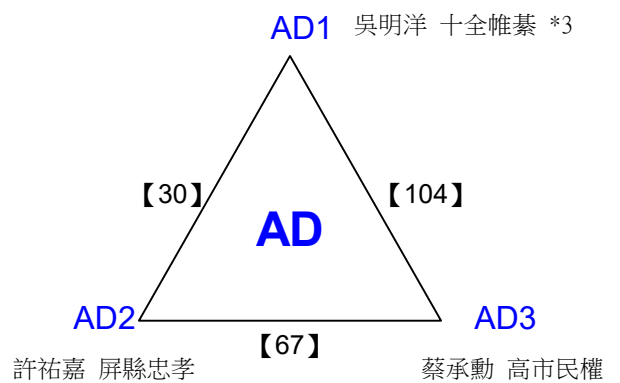 AD1 吳明洋 十全帷綦 *3
【30】 【104】
AD
AD2 AD3
【67】
許祐嘉 屏縣忠孝 蔡承勳 高市民權